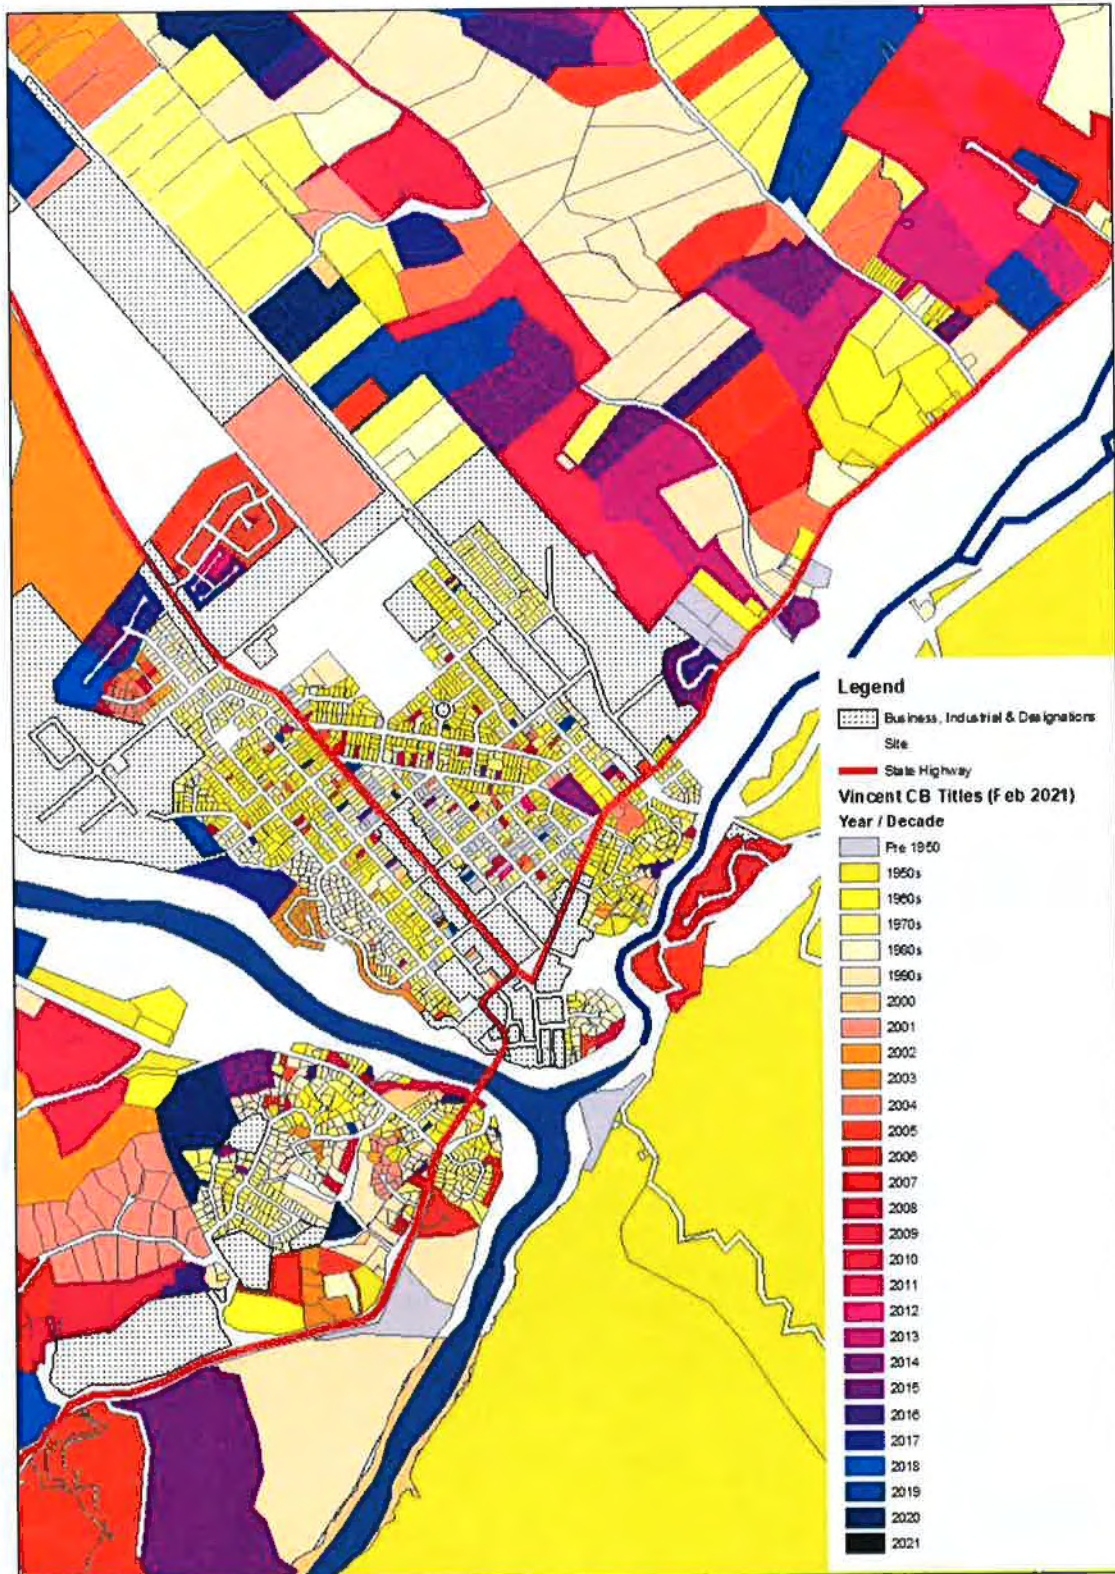 Legend
Business, Industrial & Designations
Site
State Highway
Vincent CB Titles (Feb 2021)
Year / Decade
Pre 1950
1950s
1960s
1970s
1980s
1990s
2000
2001
2002
2003
2004
2005
2006
2007
2008
2009
2010
2011
2012
2013
2014
2015
2016
2017
2018
2019
2020
2021